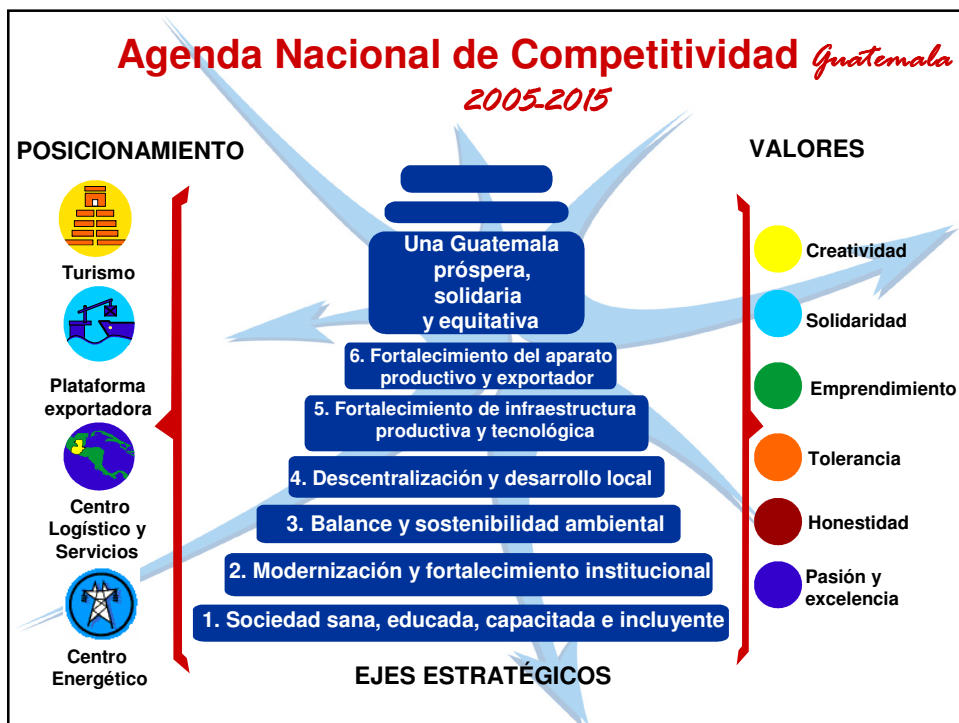 Agenda Nacional de Competitividad Guatemala
2005-2015
POSICIONAMIENTO
Turismo
Plataforma
exportadora
Centro
Logístico y
Servicios
Centro
Energético
Una Guatemala
próspera,
solidaria
y equitativa
6. Fortalecimiento del aparato
productivo y exportador
5. Fortalecimiento de infraestructura
productiva y tecnológica
4. Descentralización y desarrollo local
3. Balance y sostenibilidad ambiental
2. Modernización y fortalecimiento institucional
1. Sociedad sana, educada, capacitada e incluyente
EJES ESTRATÉGICOS
VALORES
Creatividad
Solidaridad
Emprendimiento
Tolerancia
Honestidad
Pasión y
excelencia